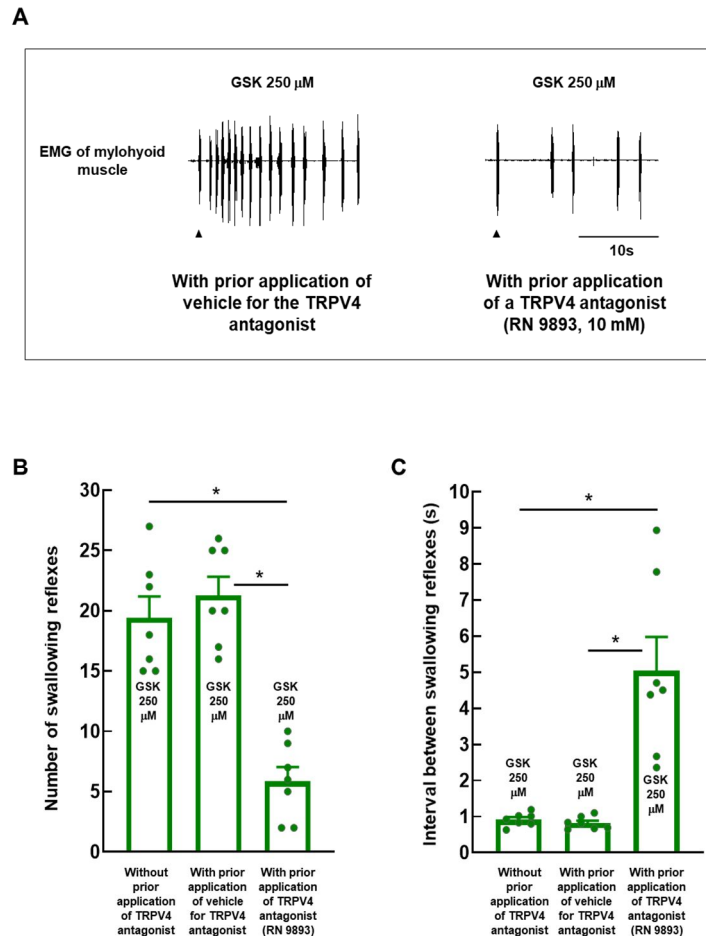 A
GSK 250 µM
GSK 250 µM
EMG of mylohyoid
muscle
10s
With prior application of
vehicle for the TRPV4
antagonist
With prior application
of a TRPV4 antagonist
(RN 9893, 10 mM)
B
Number of swallowing reflexes
30
25
20
15
10
5
0
*
*
GSK
250
µM
GSK
250
µM
GSK
250
µM
Without
prior
application
of TRPV4
antagonist
With prior
application
of vehicle
for TRPV4
antagonist
With prior
application
of TRPV4
antagonist
(RN 9893)
C
Interval between swallowing reflexes (s)
10
9
8
7
6
5
4
3
2
1
0
*
*
GSK
250
µM
GSK
250
µM
GSK
250
µM
Without
prior
application
of TRPV4
antagonist
With prior
application
of vehicle
for TRPV4
antagonist
With prior
application
of TRPV4
antagonist
(RN 9893)